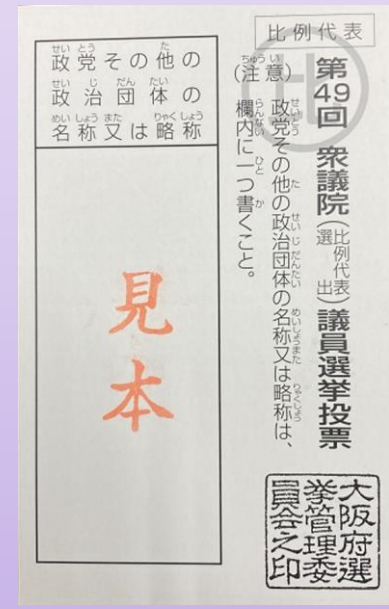 比例代表
第49回 衆議院(比例代表選出)議員選挙投票
(注意)
政党その他の政治団体の名称又は略称は、
欄内に一つ書くこと。
政党その他の
政治団体の
名称又は略称
見本
大阪府選
挙管理委
員会之印